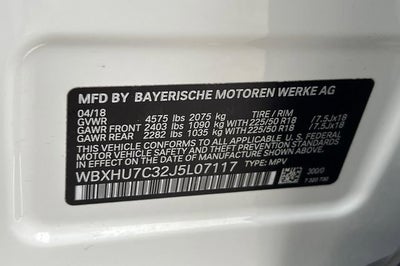 MFD BY BAYERISCHE MOTOREN WERKE AG
04/18
GVWR 4575 lbs 2075 kg TIRE / RIM
GAWR FRONT 2403 lbs 1090 kg 225/50 R18 /7.5Jx18
GAWR REAR 2282 lbs 1035 kg 225/50 R18 /7.5Jx18
THIS VEHICLE CONFORMS TO ALL APPLICABLE U.S. FEDERAL
MOTOR VEHICLE SAFETY, BUMPER, AND THEFT PREVENTION STANDARDS
IN EFFECT ON THE DATE OF MANUFACTURE SHOWN ABOVE.
WBXHU7C32J5L07117 TYPE: MPV
300/0